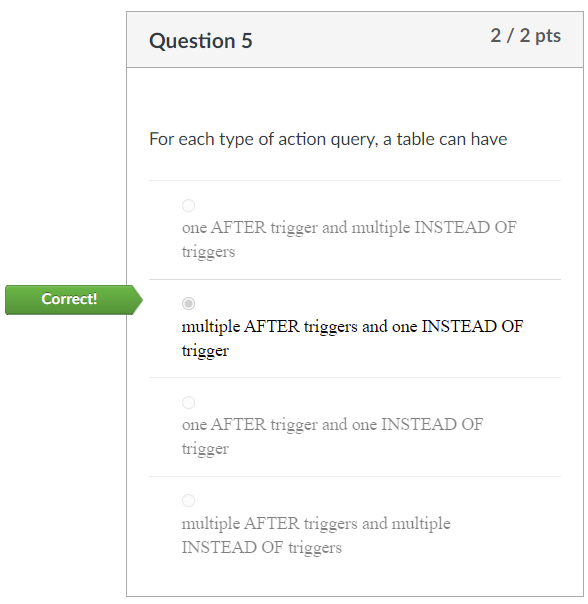 Question 5
2 / 2 pts
For each type of action query, a table can have
one AFTER trigger and multiple INSTEAD OF
triggers
Correct!
multiple AFTER triggers and one INSTEAD OF
trigger
one AFTER trigger and one INSTEAD OF
trigger
multiple AFTER triggers and multiple
INSTEAD OF triggers